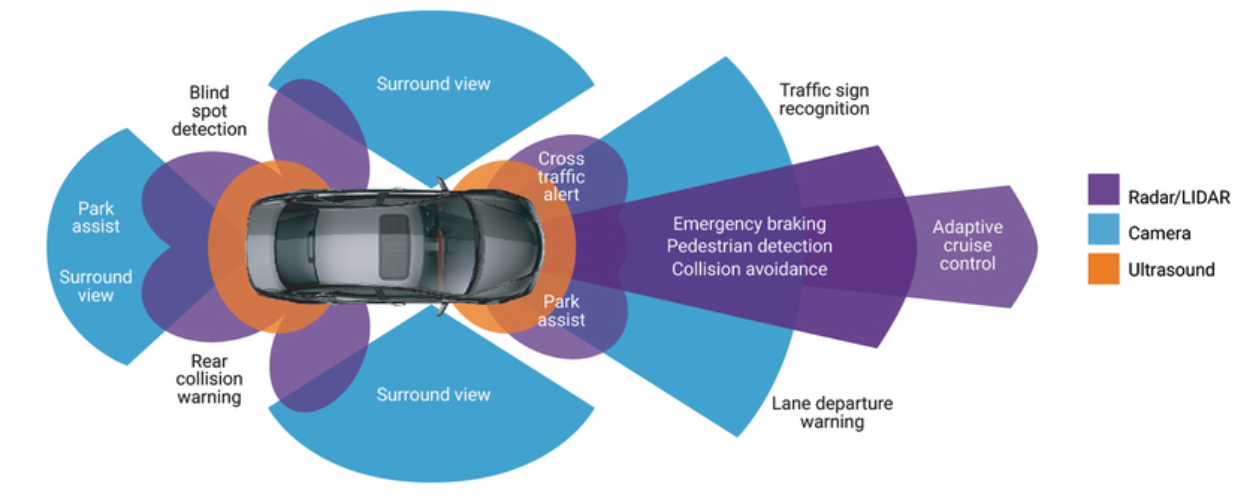 Surround view
Blind
spot
detection
Traffic sign
recognition
Cross
traffic
alert
Park
assist
Surround
view
Emergency braking
Pedestrian detection
Collision avoidance
Adaptive
cruise
control
Radar/LIDAR
Camera
Ultrasound
Park
assist
Rear
collision
warning
Surround view
Lane departure
warning